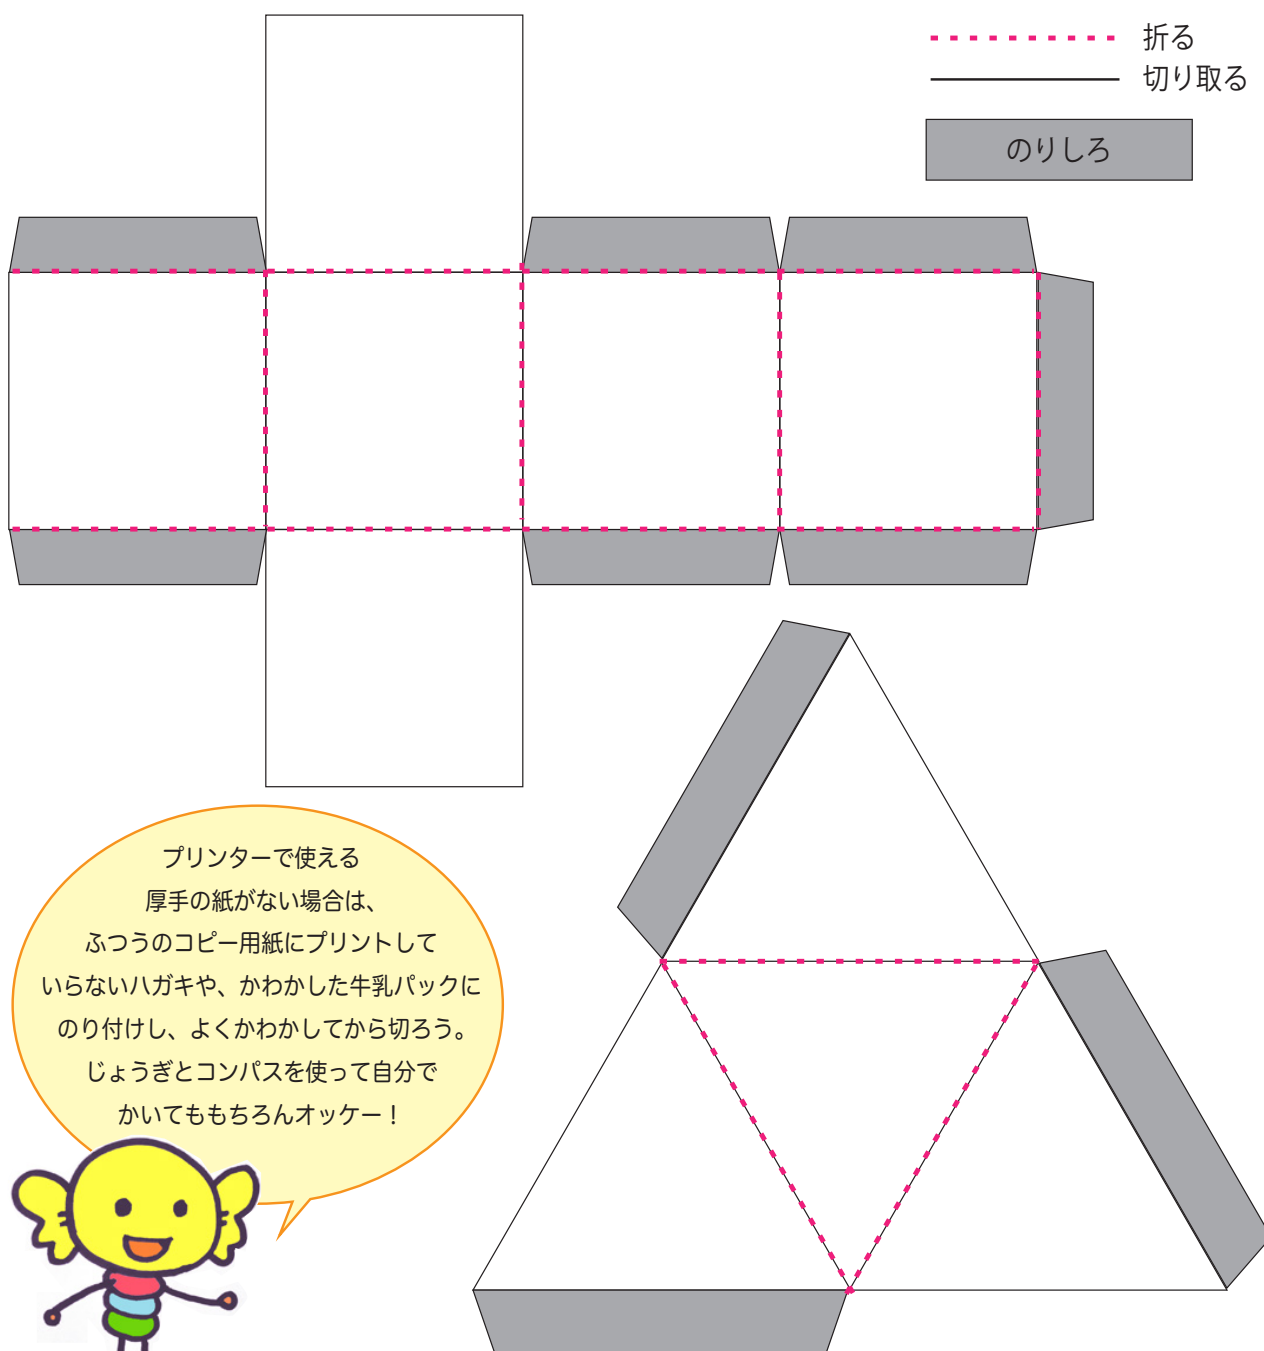 折る
切り取る
のりしろ
プリンターで使える
厚手の紙がない場合は、
ふつうのコピー用紙にプリントして
いらないハガキや、かわかした牛乳パックに
のり付けし、よくかわかしてから切ろう。
じょうぎとコンパスを使って自分で
かいてももちろんオッケー！